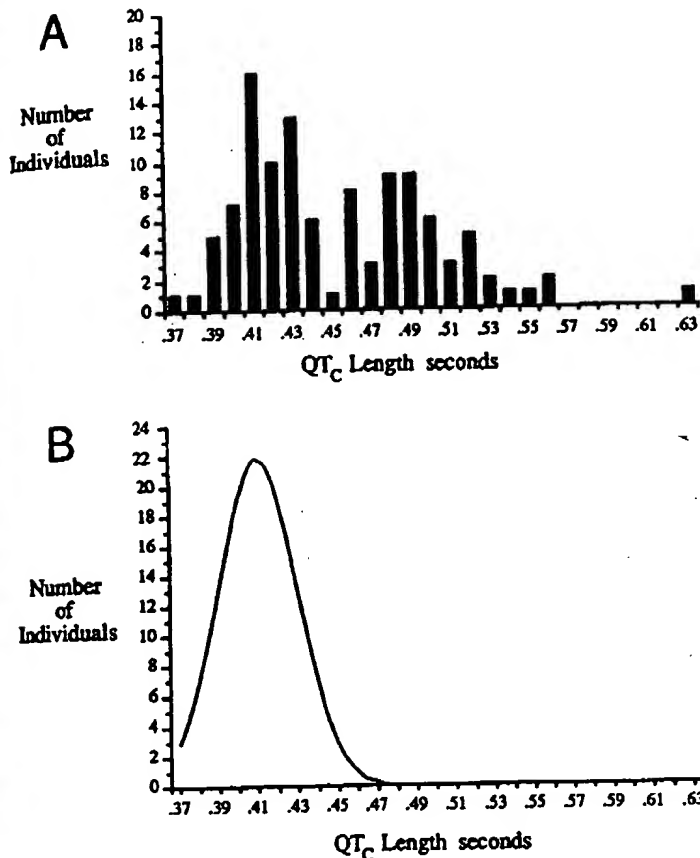 A
20
18
16
14
12
10
8
6
4
2
0
Number
of
Individuals
.37 .39 .41 .43 .45 .47 .49 .51 .53 .55 .57 .59 .61 .63
QTC Length seconds
B
24
22
20
18
16
14
12
10
8
6
4
2
0
Number
of
Individuals
.37 .39 .41 .43 .45 .47 .49 .51 .53 .55 .57 .59 .61 .63
QTC Length seconds